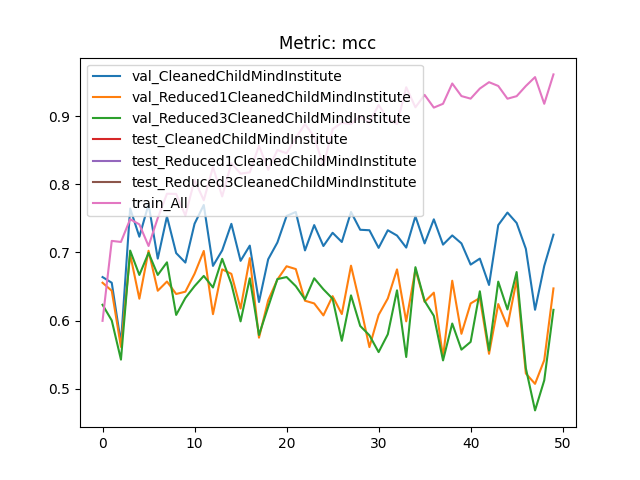 Metric: mcc
val_CleanedChildMindInstitute
val_Reduced1CleanedChildMindInstitute
val_Reduced3CleanedChildMindInstitute
test_CleanedChildMindInstitute
test_Reduced1CleanedChildMindInstitute
test_Reduced3CleanedChildMindInstitute
train_All
0.9
0.8
0.7
0.6
0.5
0 10 20 30 40 50